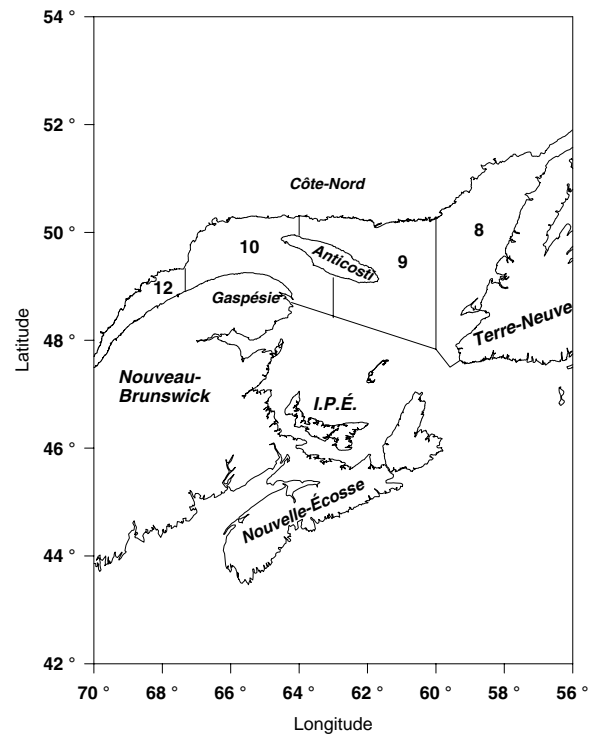 54 °
52 °
50 °
48 °
46 °
44 °
42 °
Latitude
Côte-Nord
8
10
9
Anticosti
12
Gaspésie
Terre-Neuve
Nouveau-
Brunswick
I.P.É.
Nouvelle-Écosse
70 °
68 °
66 °
64 °
62 °
60 °
58 °
56 °
Longitude